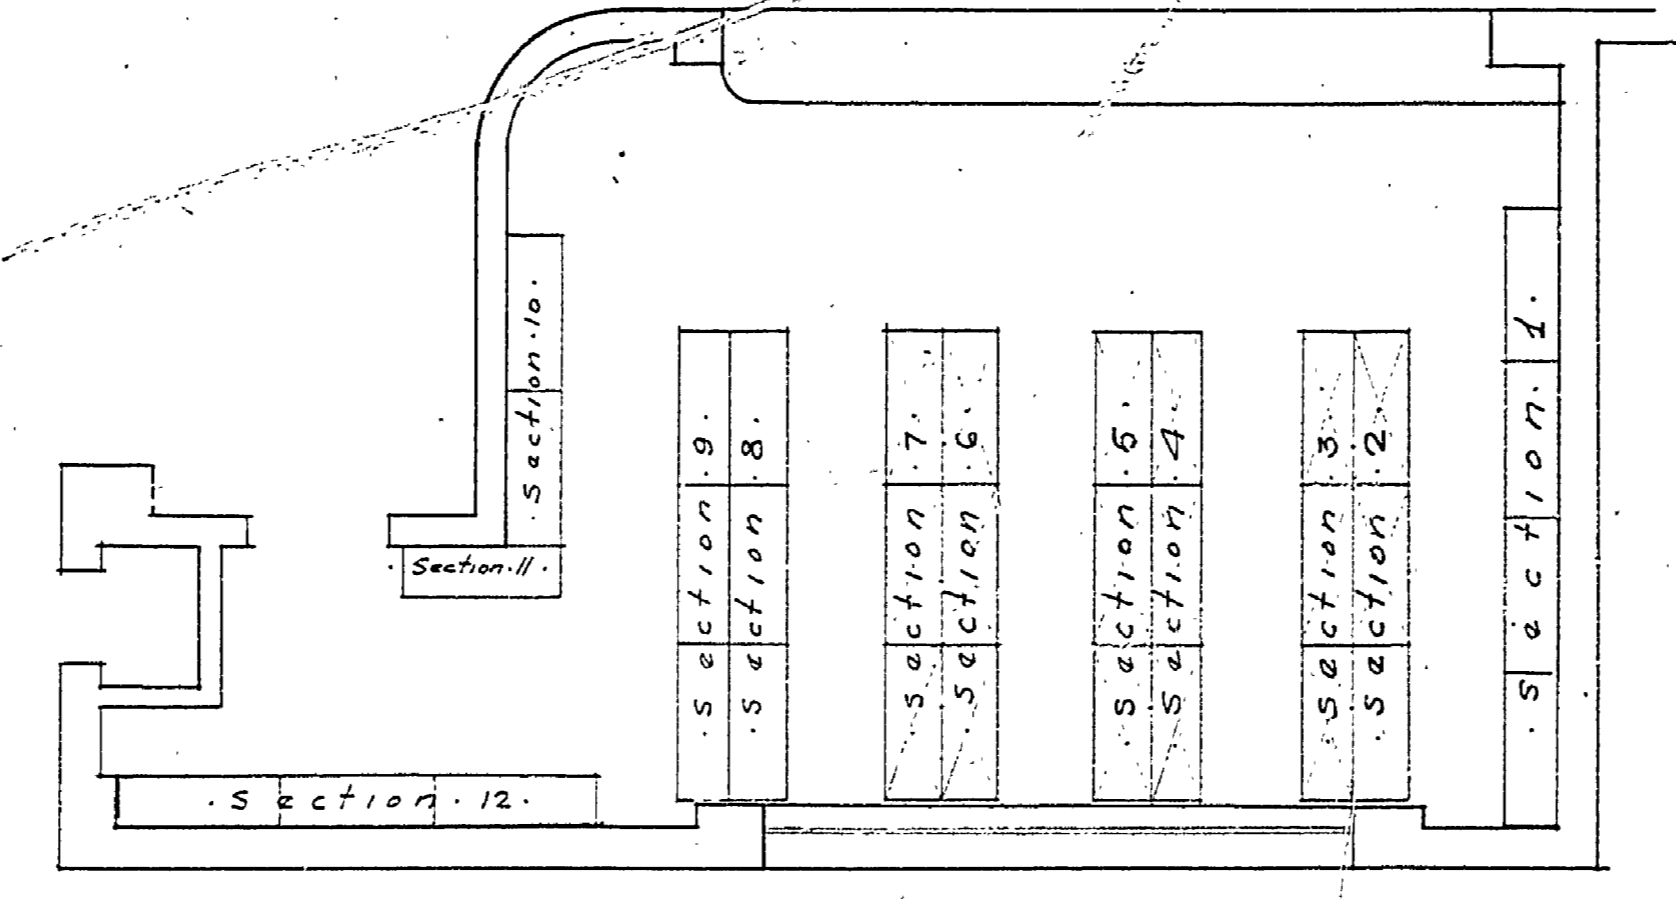 .Section.10.
.Section.9.
.Section.8.
.Section.7.
.Section.6.
.Section.5.
.Section.4.
.Section.3.
.Section.2.
.Section.1.
.Section.11.
.Section.12.